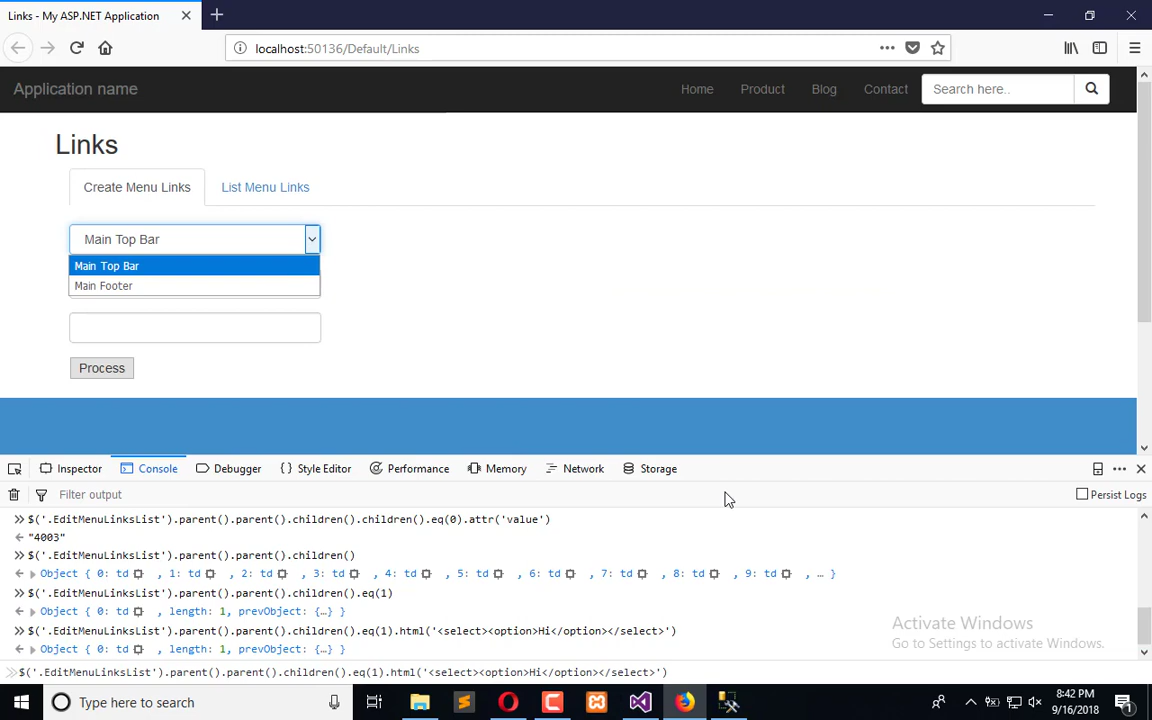 Links - My ASP.NET Application
localhost:50136/Default/Links
Application name
Home Product Blog Contact Search here..
Links
Create Menu Links List Menu Links
Main Top Bar
Main Top Bar
Main Footer
Process
Inspector Console Debugger Style Editor Performance Memory Network Storage
Filter output Persist Logs
$('.EditMenuLinksList').parent().parent().children().children().eq(0).attr('value')
"4003"
$('.EditMenuLinksList').parent().parent().children()
Object { 0: td , 1: td , 2: td , 3: td , 4: td , 5: td , 6: td , 7: td , 8: td , 9: td , … }
$('.EditMenuLinksList').parent().parent().children().eq(1)
Object { 0: td , length: 1, prevObject: {…} }
$('.EditMenuLinksList').parent().parent().children().eq(1).html('<select><option>Hi</option></select>')
Object { 0: td , length: 1, prevObject: {…} }
$('.EditMenuLinksList').parent().parent().children().eq(1).html('<select><option>Hi</option></select>')
Activate Windows
Go to Settings to activate Windows.
Type here to search
8:42 PM
9/16/2018
1